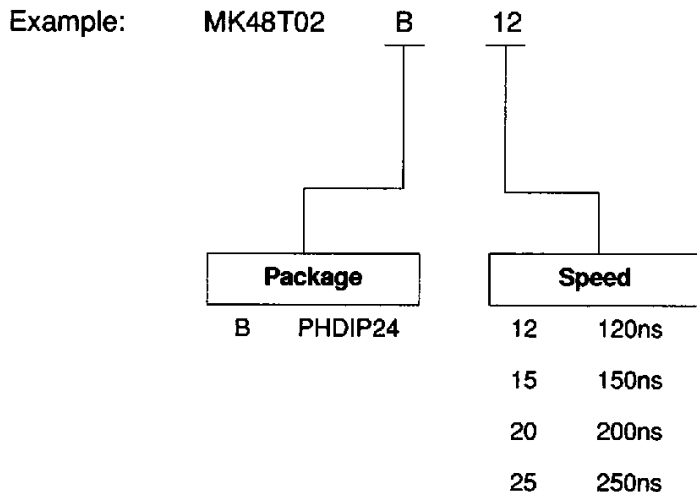 Example: MK48T02 B 12
Package Speed
B PHDIP24 12 120ns
15 150ns
20 200ns
25 250ns